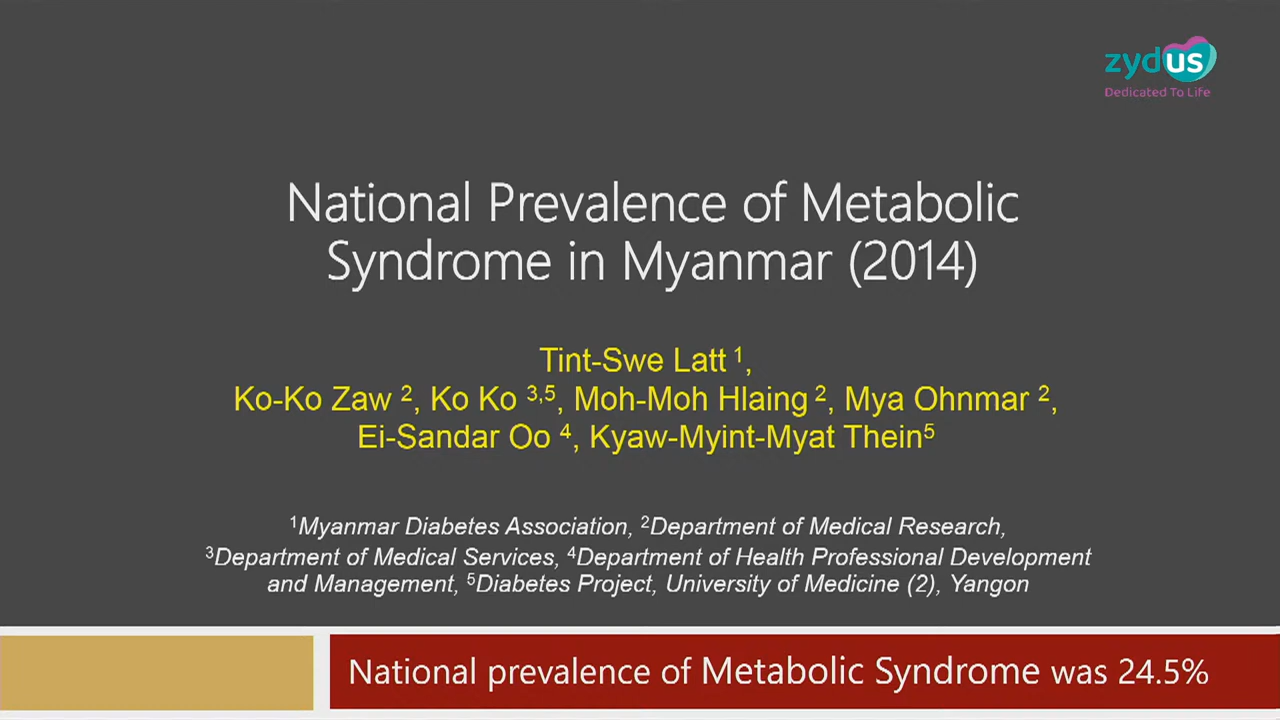 zydus
Dedicated To Life
National Prevalence of Metabolic
Syndrome in Myanmar (2014)
Tint-Swe Latt ¹,
Ko-Ko Zaw ², Ko Ko ³,⁵, Moh-Moh Hlaing ², Mya Ohnmar ²,
Ei-Sandar Oo ⁴, Kyaw-Myint-Myat Thein⁵
¹Myanmar Diabetes Association, ²Department of Medical Research,
³Department of Medical Services, ⁴Department of Health Professional Development
and Management, ⁵Diabetes Project, University of Medicine (2), Yangon
National prevalence of Metabolic Syndrome was 24.5%